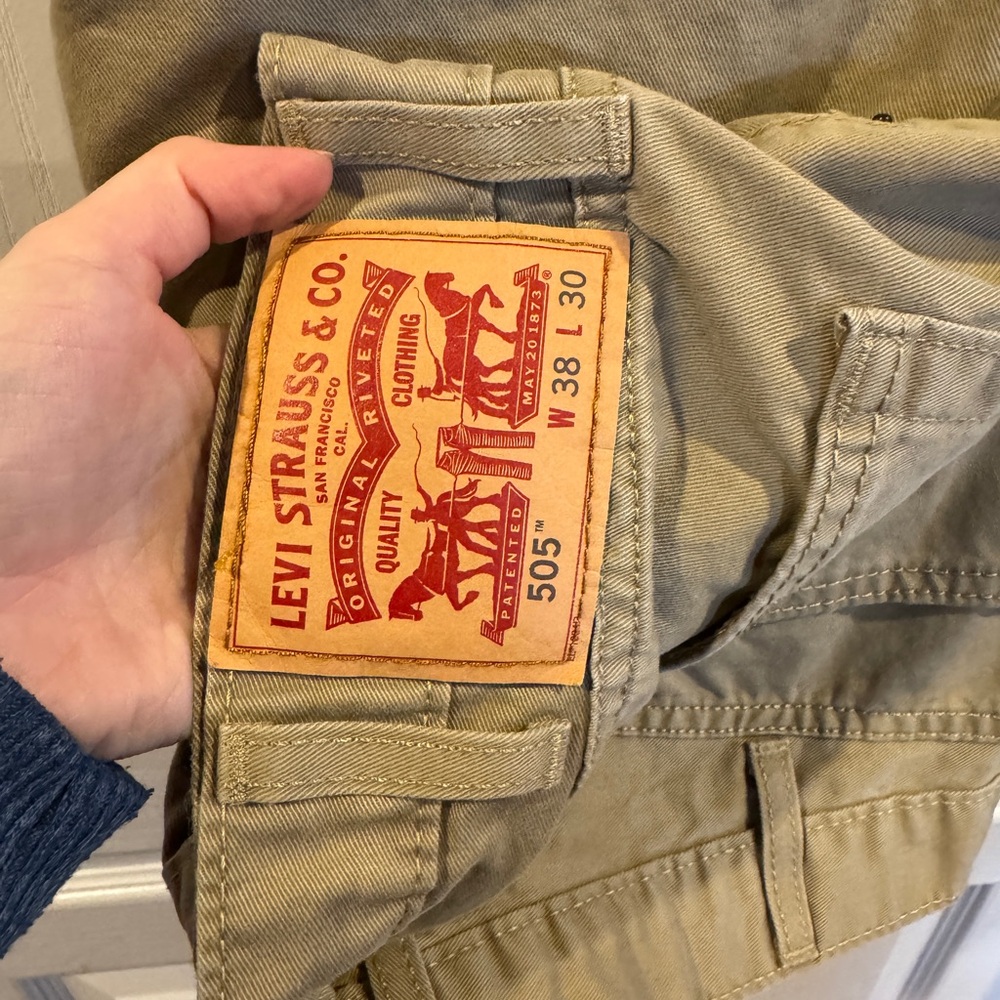 LEVI STRAUSS & CO.
SAN FRANCISCO
CAL.
ORIGINAL RIVETED
QUALITY CLOTHING
PATENTED MAY 20 1873 ®
505™ W 38 L 30